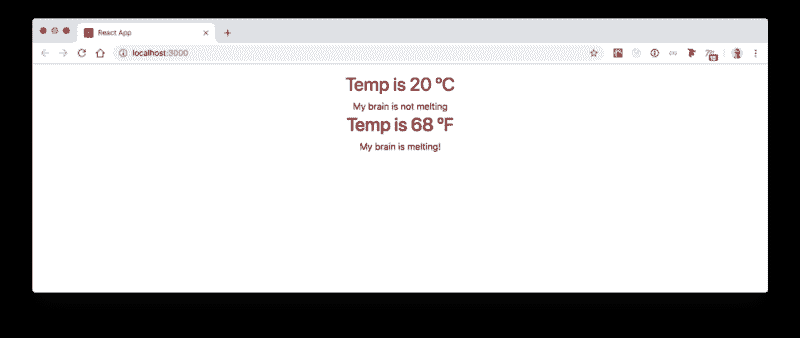 React App
localhost:3000
Temp is 20 ºC
My brain is not melting
Temp is 68 ºF
My brain is melting!